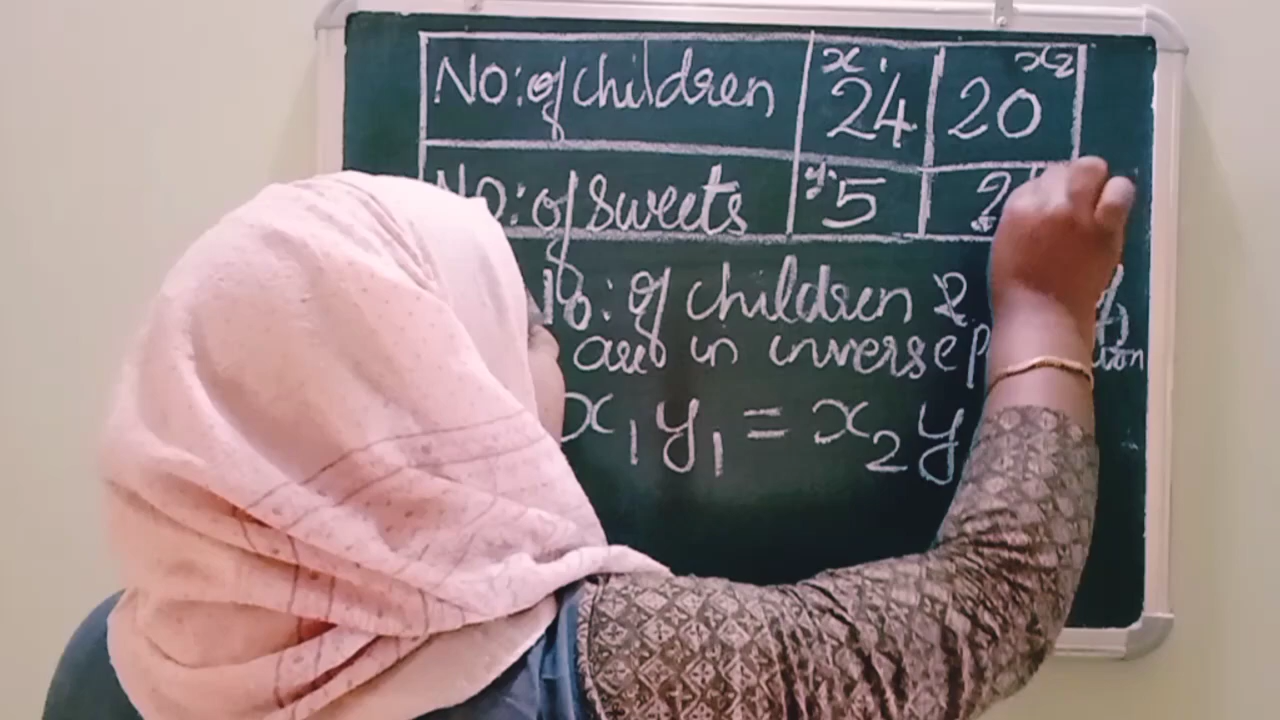 No: of children x1 24 20 x2
No: of sweets y1 5
No: of children &
are in inverse
x1 y1 = x2 y